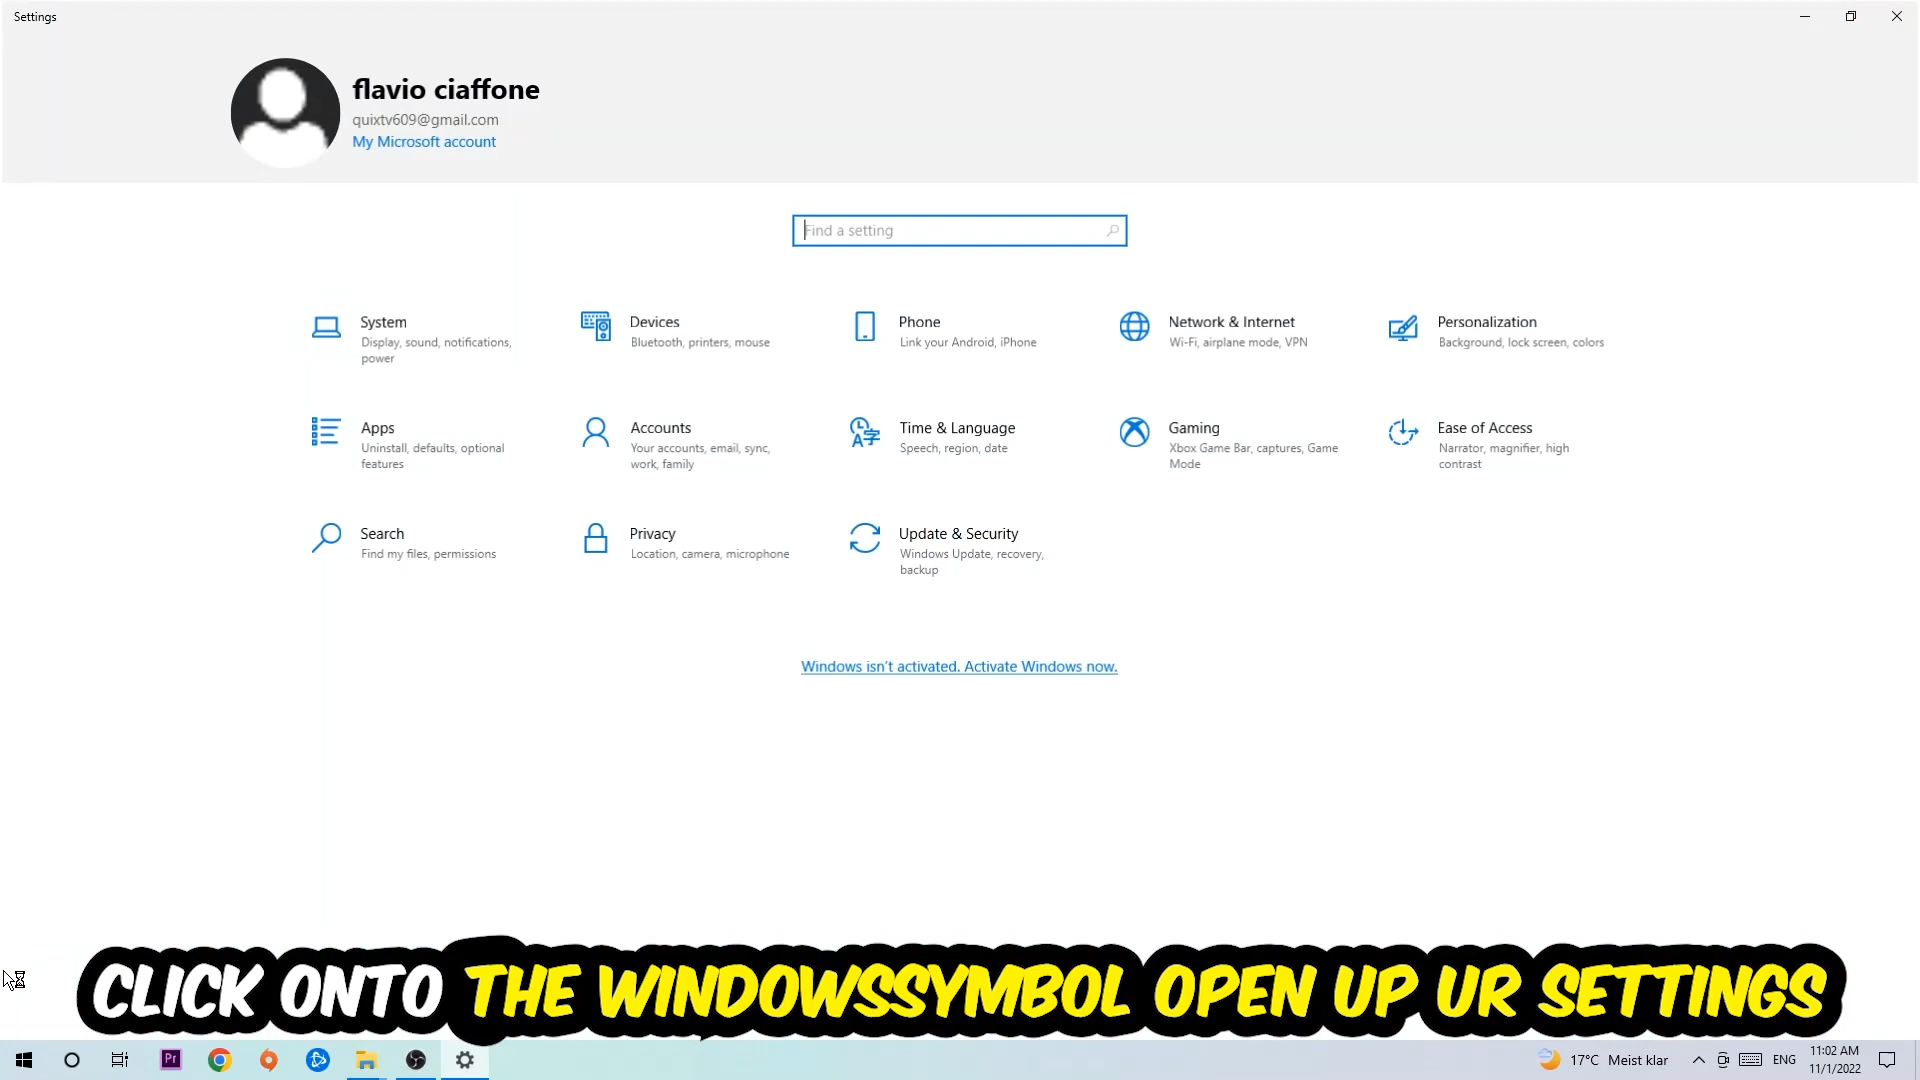 Settings
flavio ciaffone
quixtv609@gmail.com
My Microsoft account
Find a setting
System
Display, sound, notifications,
power
Devices
Bluetooth, printers, mouse
Phone
Link your Android, iPhone
Network & Internet
Wi-Fi, airplane mode, VPN
Personalization
Background, lock screen, colors
Apps
Uninstall, defaults, optional
features
Accounts
Your accounts, email, sync,
work, family
Time & Language
Speech, region, date
Gaming
Xbox Game Bar, captures, Game
Mode
Ease of Access
Narrator, magnifier, high
contrast
Search
Find my files, permissions
Privacy
Location, camera, microphone
Update & Security
Windows Update, recovery,
backup
Windows isn't activated. Activate Windows now.
CLICK ONTO THE WINDOWSSYMBOL OPEN UP UR SETTINGS
Pr
17°C Meist klar
ENG
11:02 AM
11/1/2022